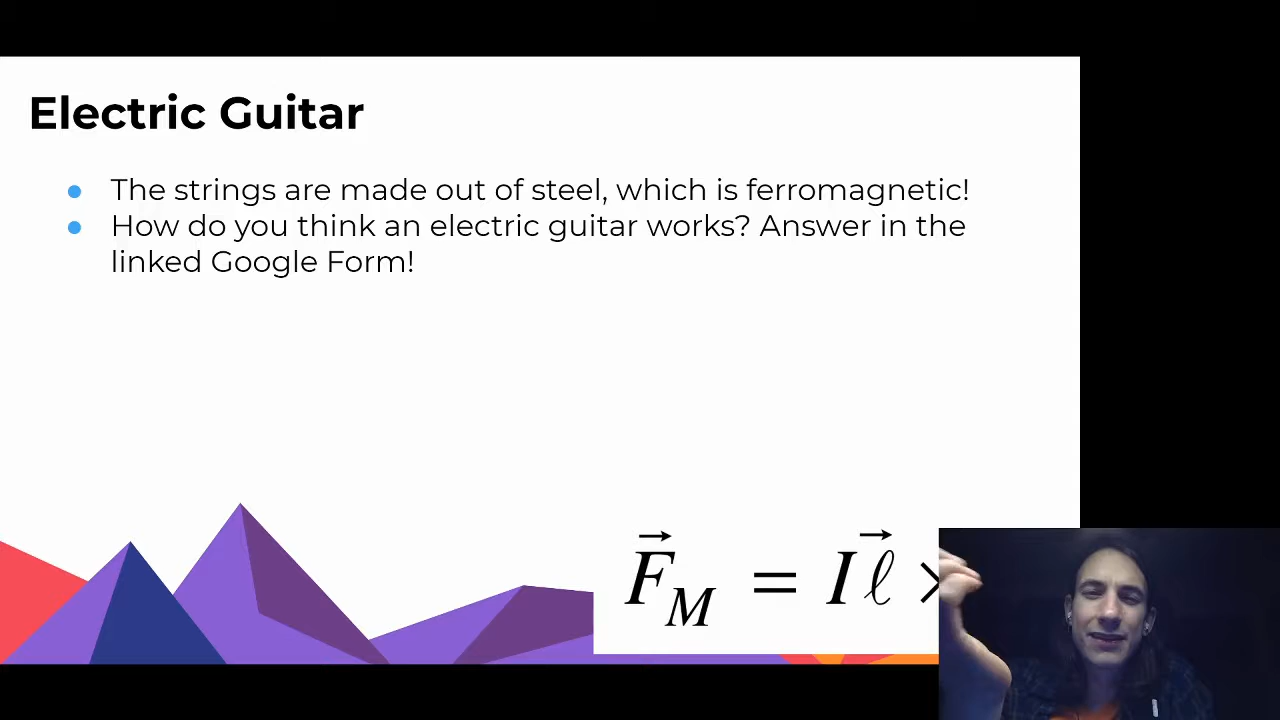 Electric Guitar
● The strings are made out of steel, which is ferromagnetic!
● How do you think an electric guitar works? Answer in the
linked Google Form!
F⃗_M = I ℓ⃗ ×